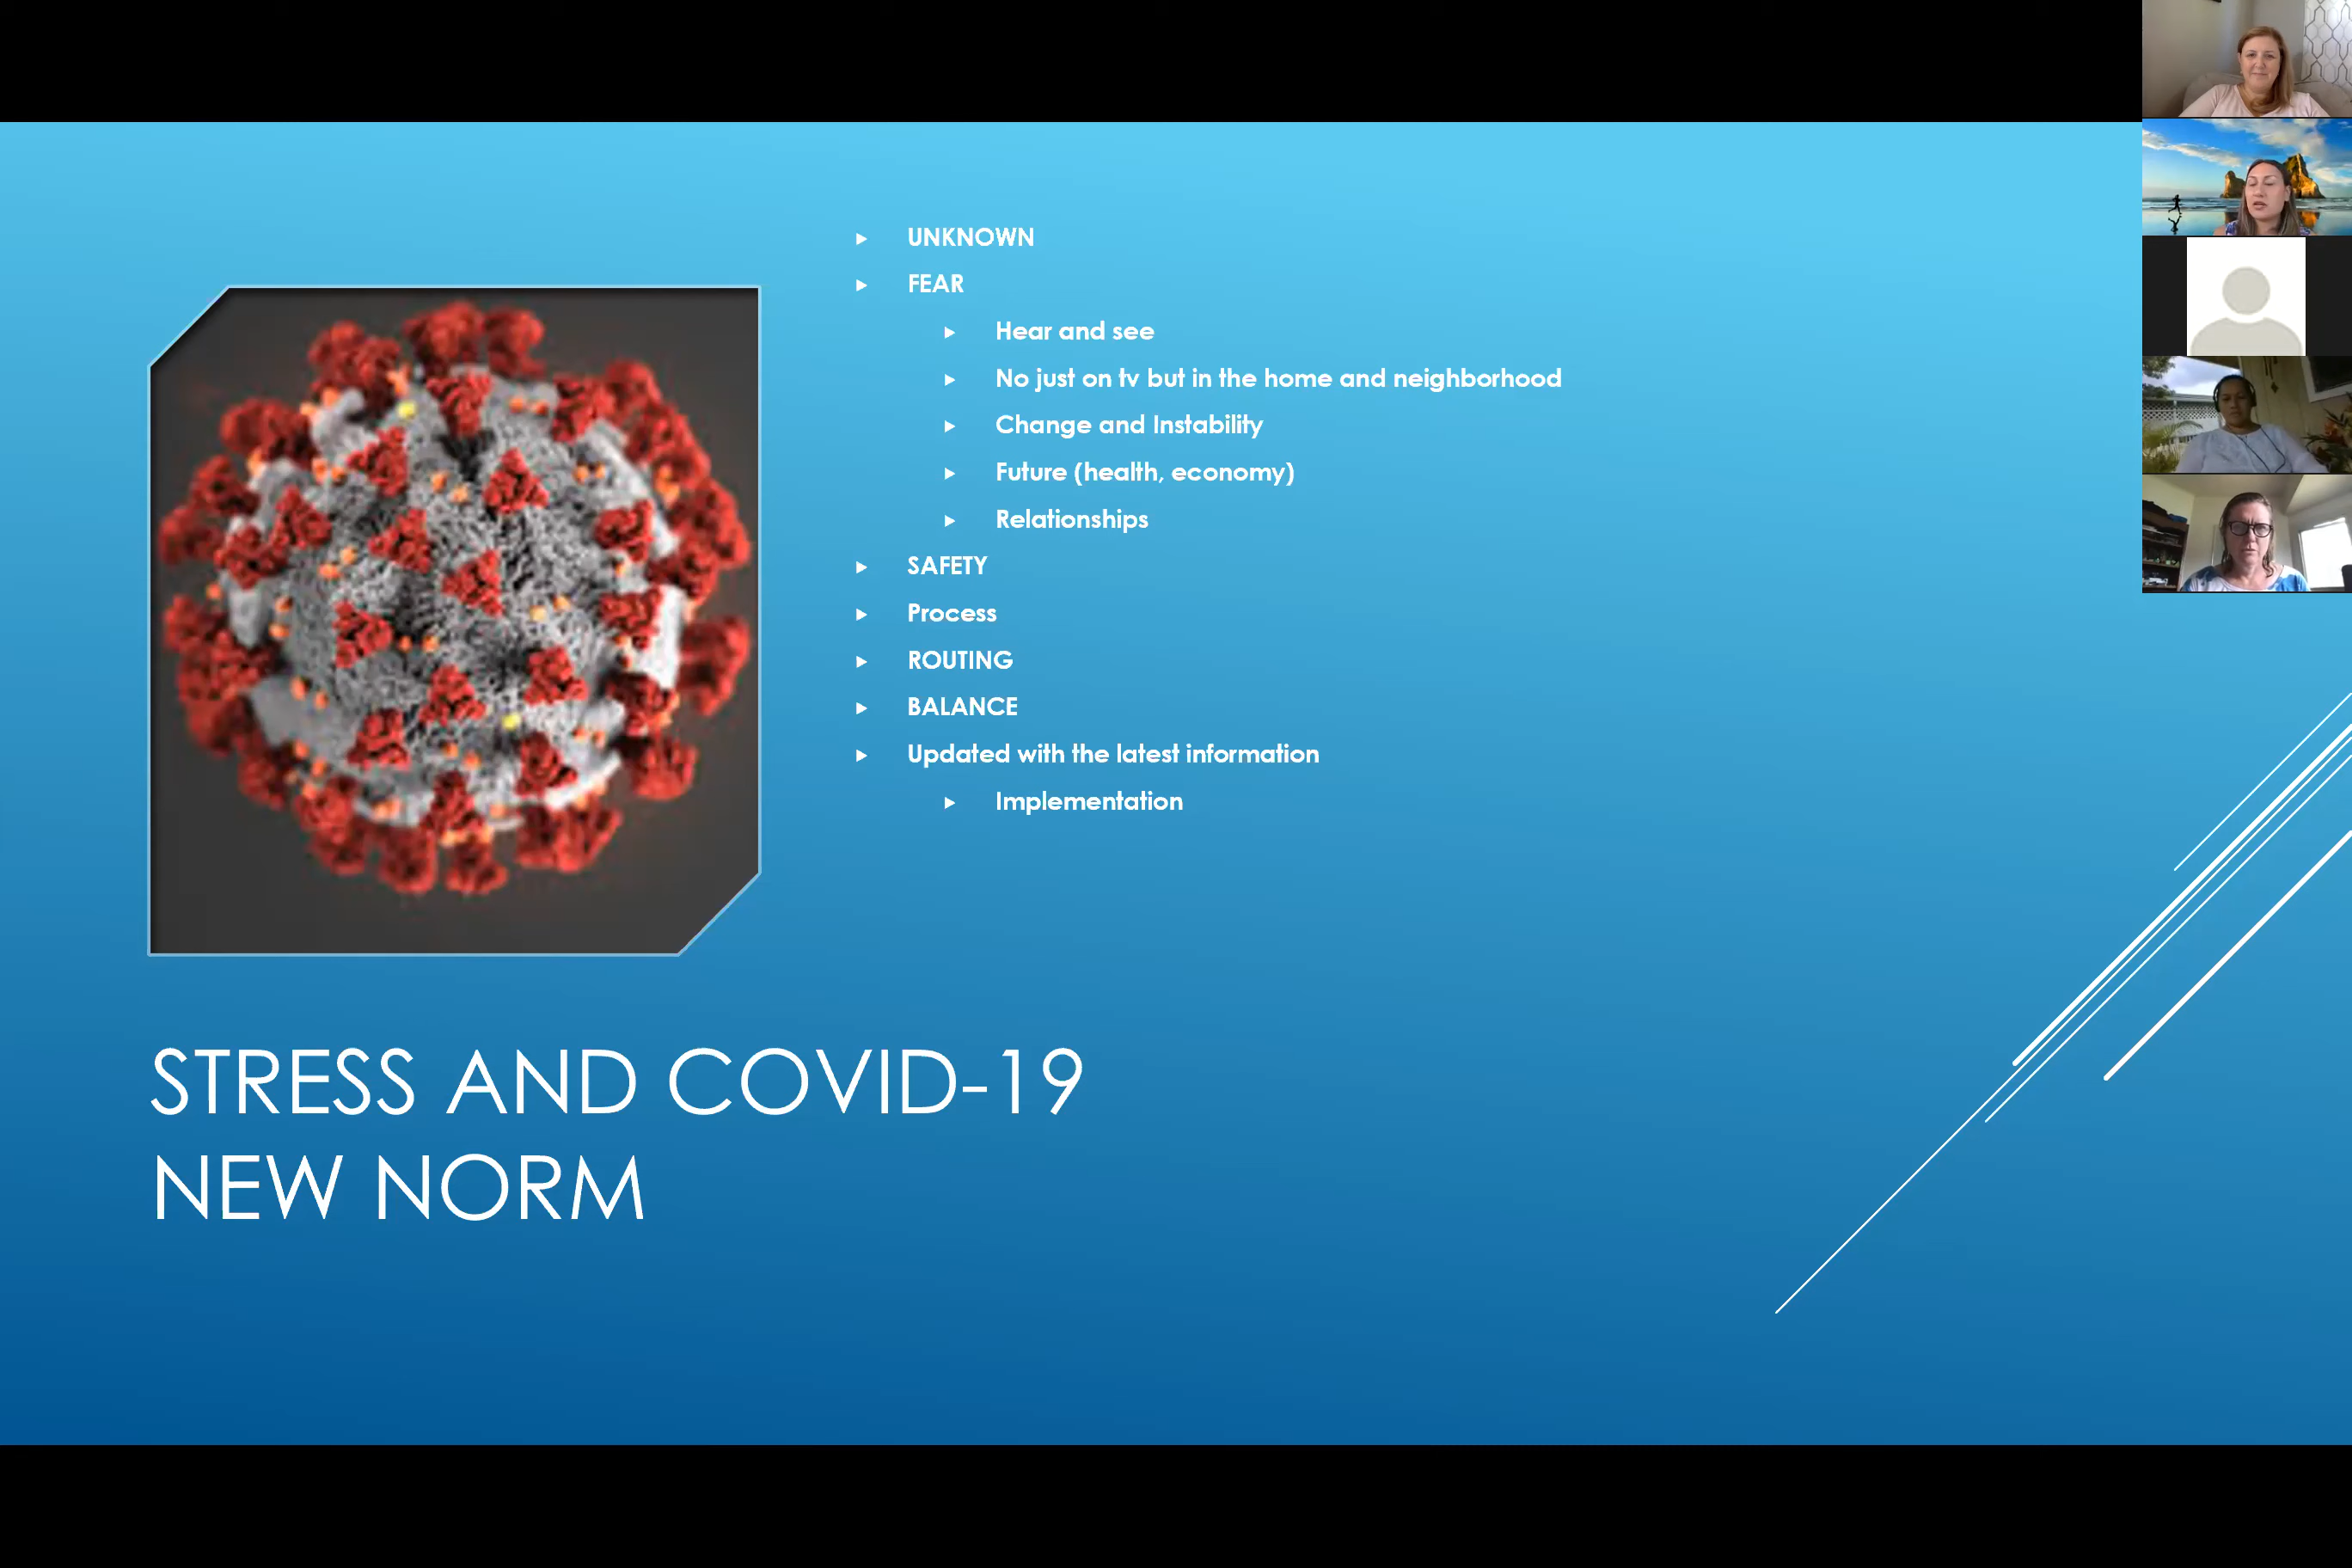 UNKNOWN
FEAR
Hear and see
No just on tv but in the home and neighborhood
Change and Instability
Future (health, economy)
Relationships
SAFETY
Process
ROUTING
BALANCE
Updated with the latest information
Implementation
STRESS AND COVID-19
NEW NORM